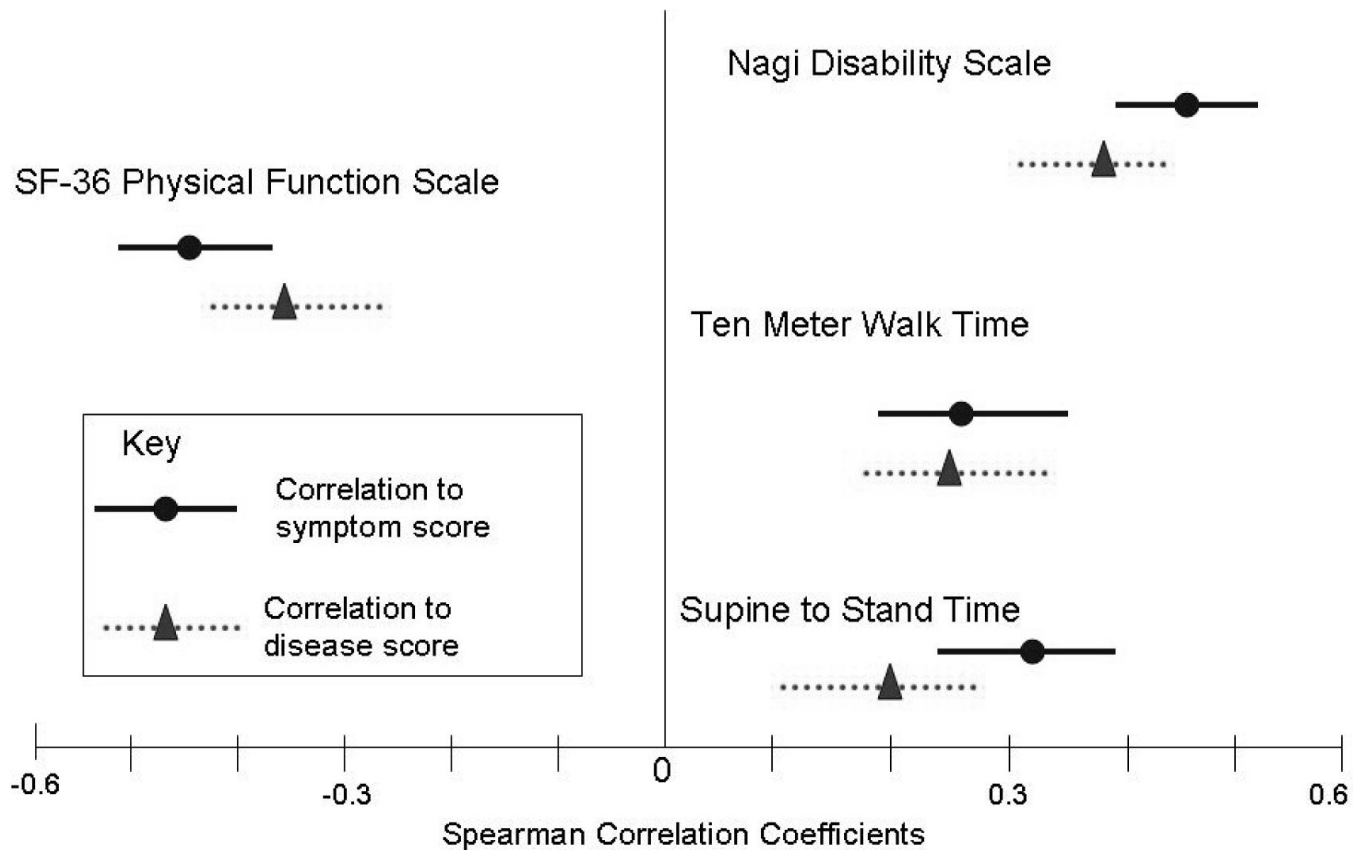 Nagi Disability Scale
SF-36 Physical Function Scale
Ten Meter Walk Time
Key
Correlation to
symptom score
Correlation to
disease score
Supine to Stand Time
-0.6
-0.3
0
0.3
0.6
Spearman Correlation Coefficients